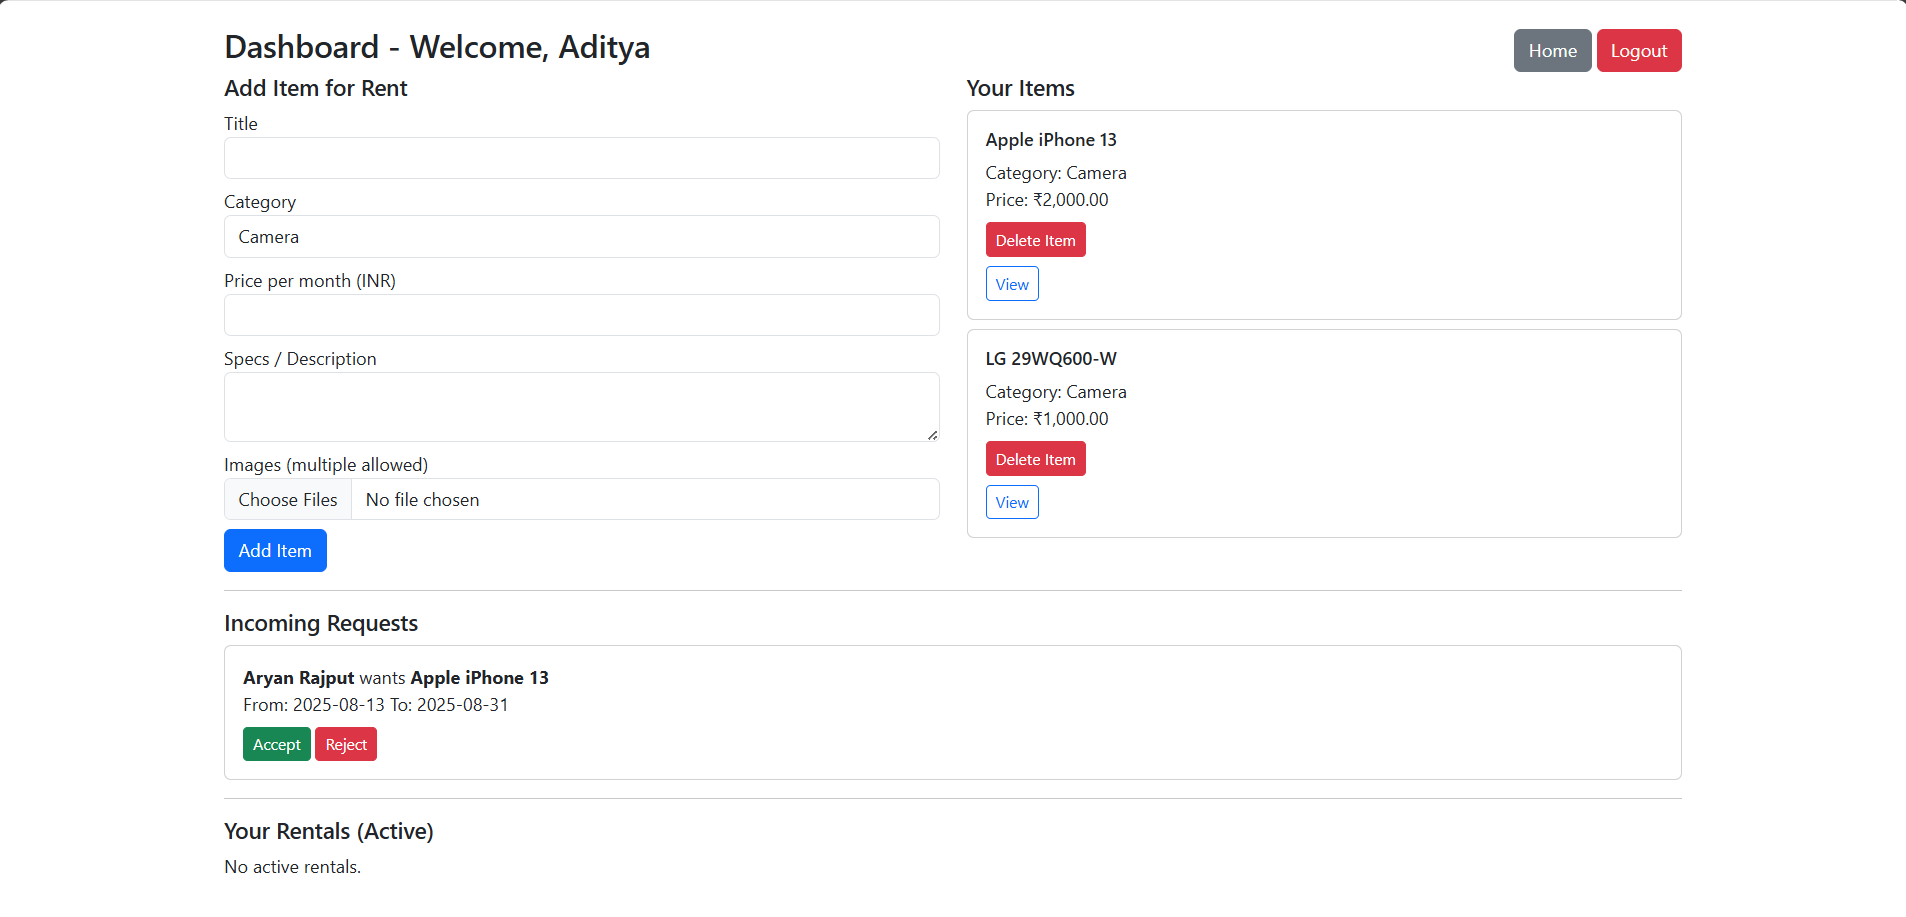 Dashboard - Welcome, Aditya
Home
Logout
Add Item for Rent
Title
Category
Camera
Price per month (INR)
Specs / Description
Images (multiple allowed)
Choose Files No file chosen
Add Item
Your Items
Apple iPhone 13
Category: Camera
Price: ₹2,000.00
Delete Item
View
LG 29WQ600-W
Category: Camera
Price: ₹1,000.00
Delete Item
View
Incoming Requests
Aryan Rajput wants Apple iPhone 13
From: 2025-08-13 To: 2025-08-31
Accept Reject
Your Rentals (Active)
No active rentals.